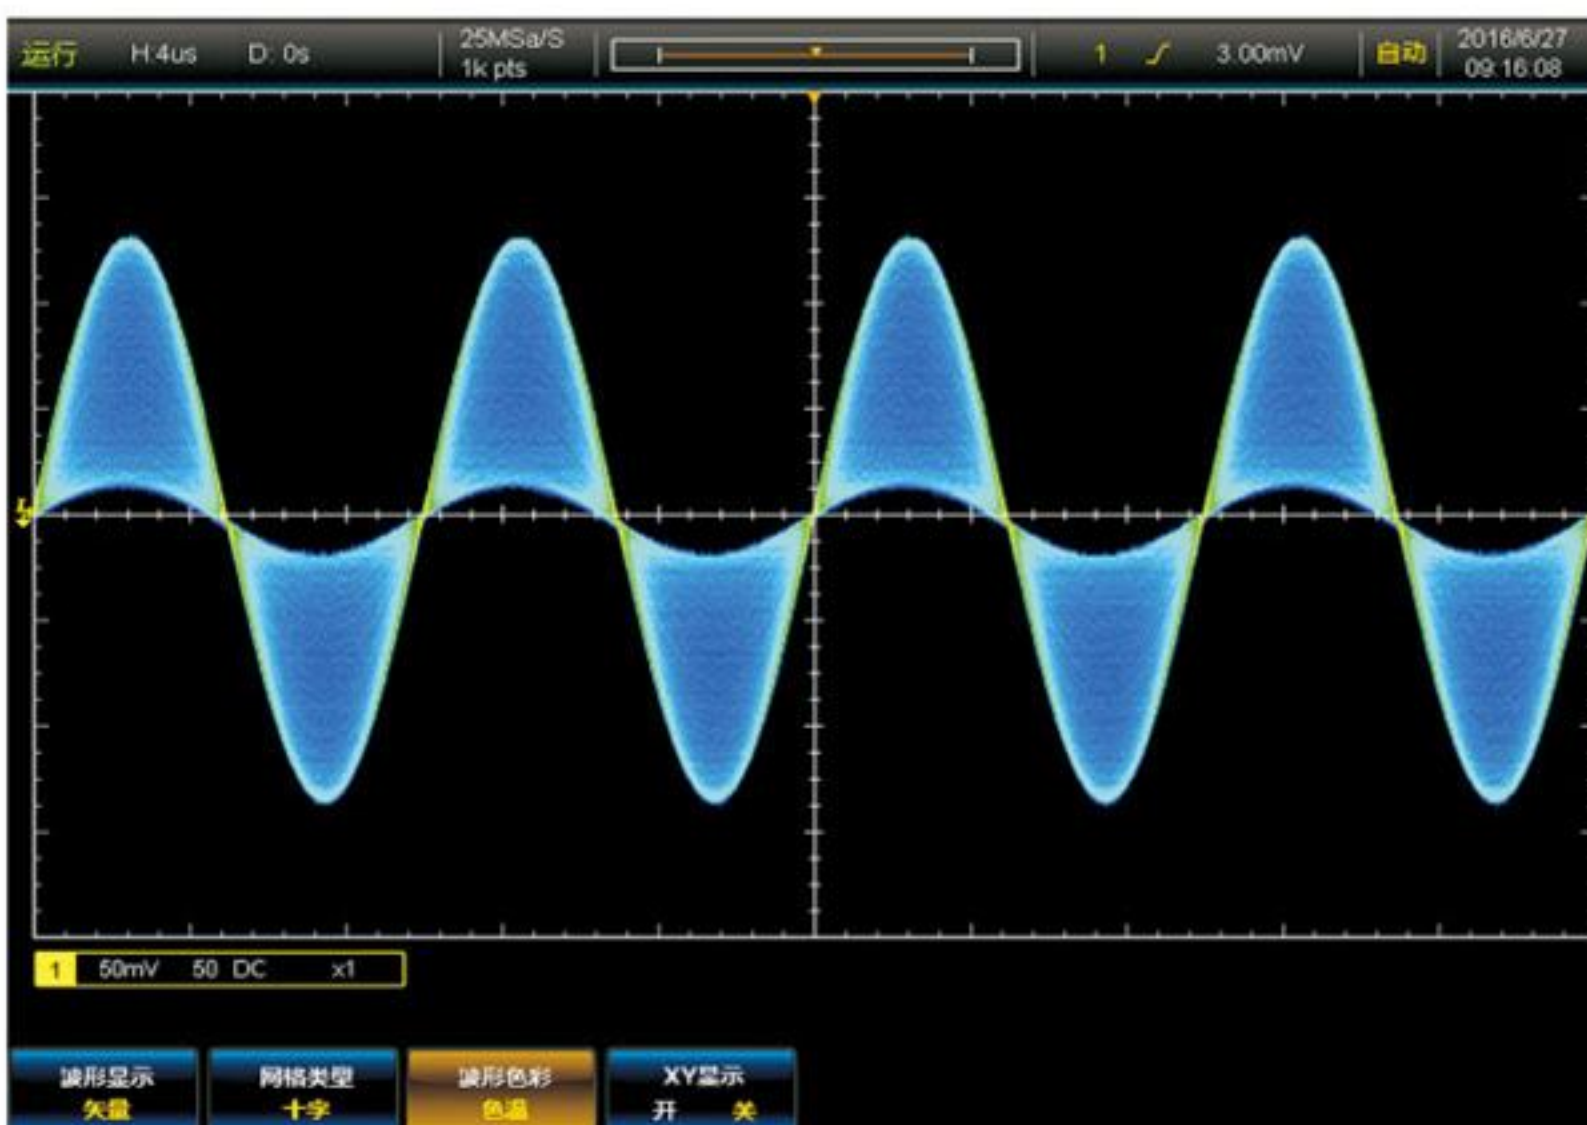 运行 H:4us D: 0s 25MSa/S 1k pts 1 3.00mV 自动 2016/6/27 09:16:08
1 50mV 50 DC x1
波形显示 网格类型 波形色彩 XY显示
矢量 十字 色温 开 关